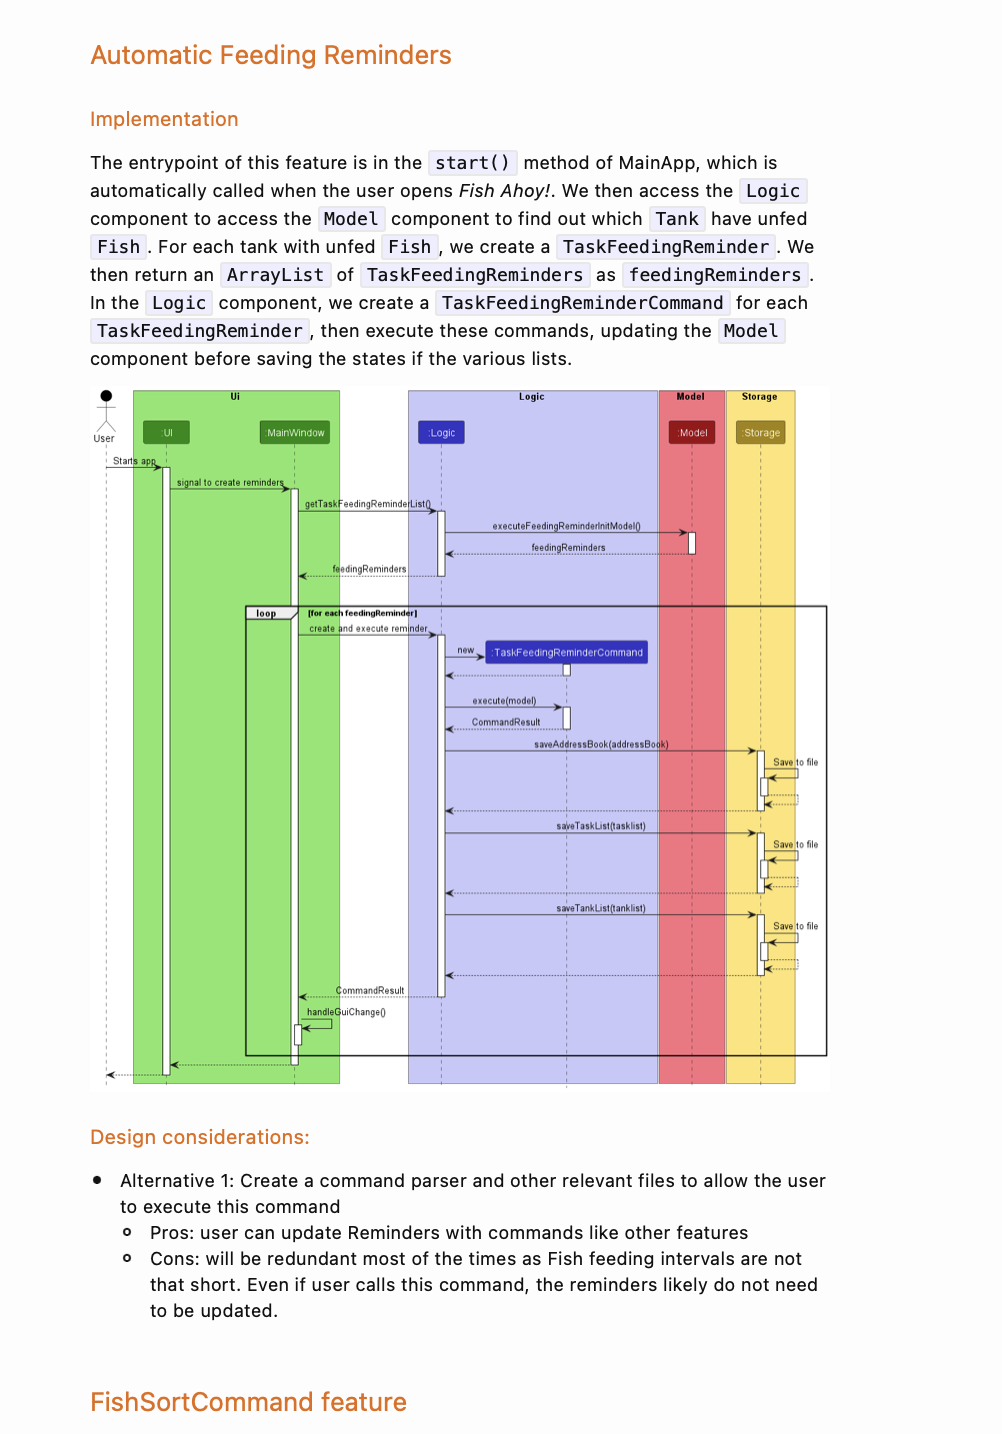 Automatic Feeding Reminders
Implementation
The entrypoint of this feature is in the start() method of MainApp, which is
automatically called when the user opens Fish Ahoy!. We then access the Logic
component to access the Model component to find out which Tank have unfed
Fish. For each tank with unfed Fish, we create a TaskFeedingReminder. We
then return an ArrayList of TaskFeedingReminders as feedingReminders.
In the Logic component, we create a TaskFeedingReminderCommand for each
TaskFeedingReminder, then execute these commands, updating the Model
component before saving the states if the various lists.
Ui Logic Model Storage
User :UI :MainWindow :Logic :Model :Storage
Starts app
signal to create reminders
getTaskFeedingReminderList()
executeFeedingReminderInitModel()
feedingReminders
feedingReminders
loop [for each feedingReminder]
create and execute reminder
new :TaskFeedingReminderCommand
execute(model)
CommandResult
saveAddressBook(addressBook)
Save to file
saveTaskList(tasklist)
Save to file
saveTankList(tanklist)
Save to file
CommandResult
handleGuiChange()
Design considerations:
• Alternative 1: Create a command parser and other relevant files to allow the user
to execute this command
Pros: user can update Reminders with commands like other features
Cons: will be redundant most of the times as Fish feeding intervals are not
that short. Even if user calls this command, the reminders likely do not need
to be updated.
FishSortCommand feature